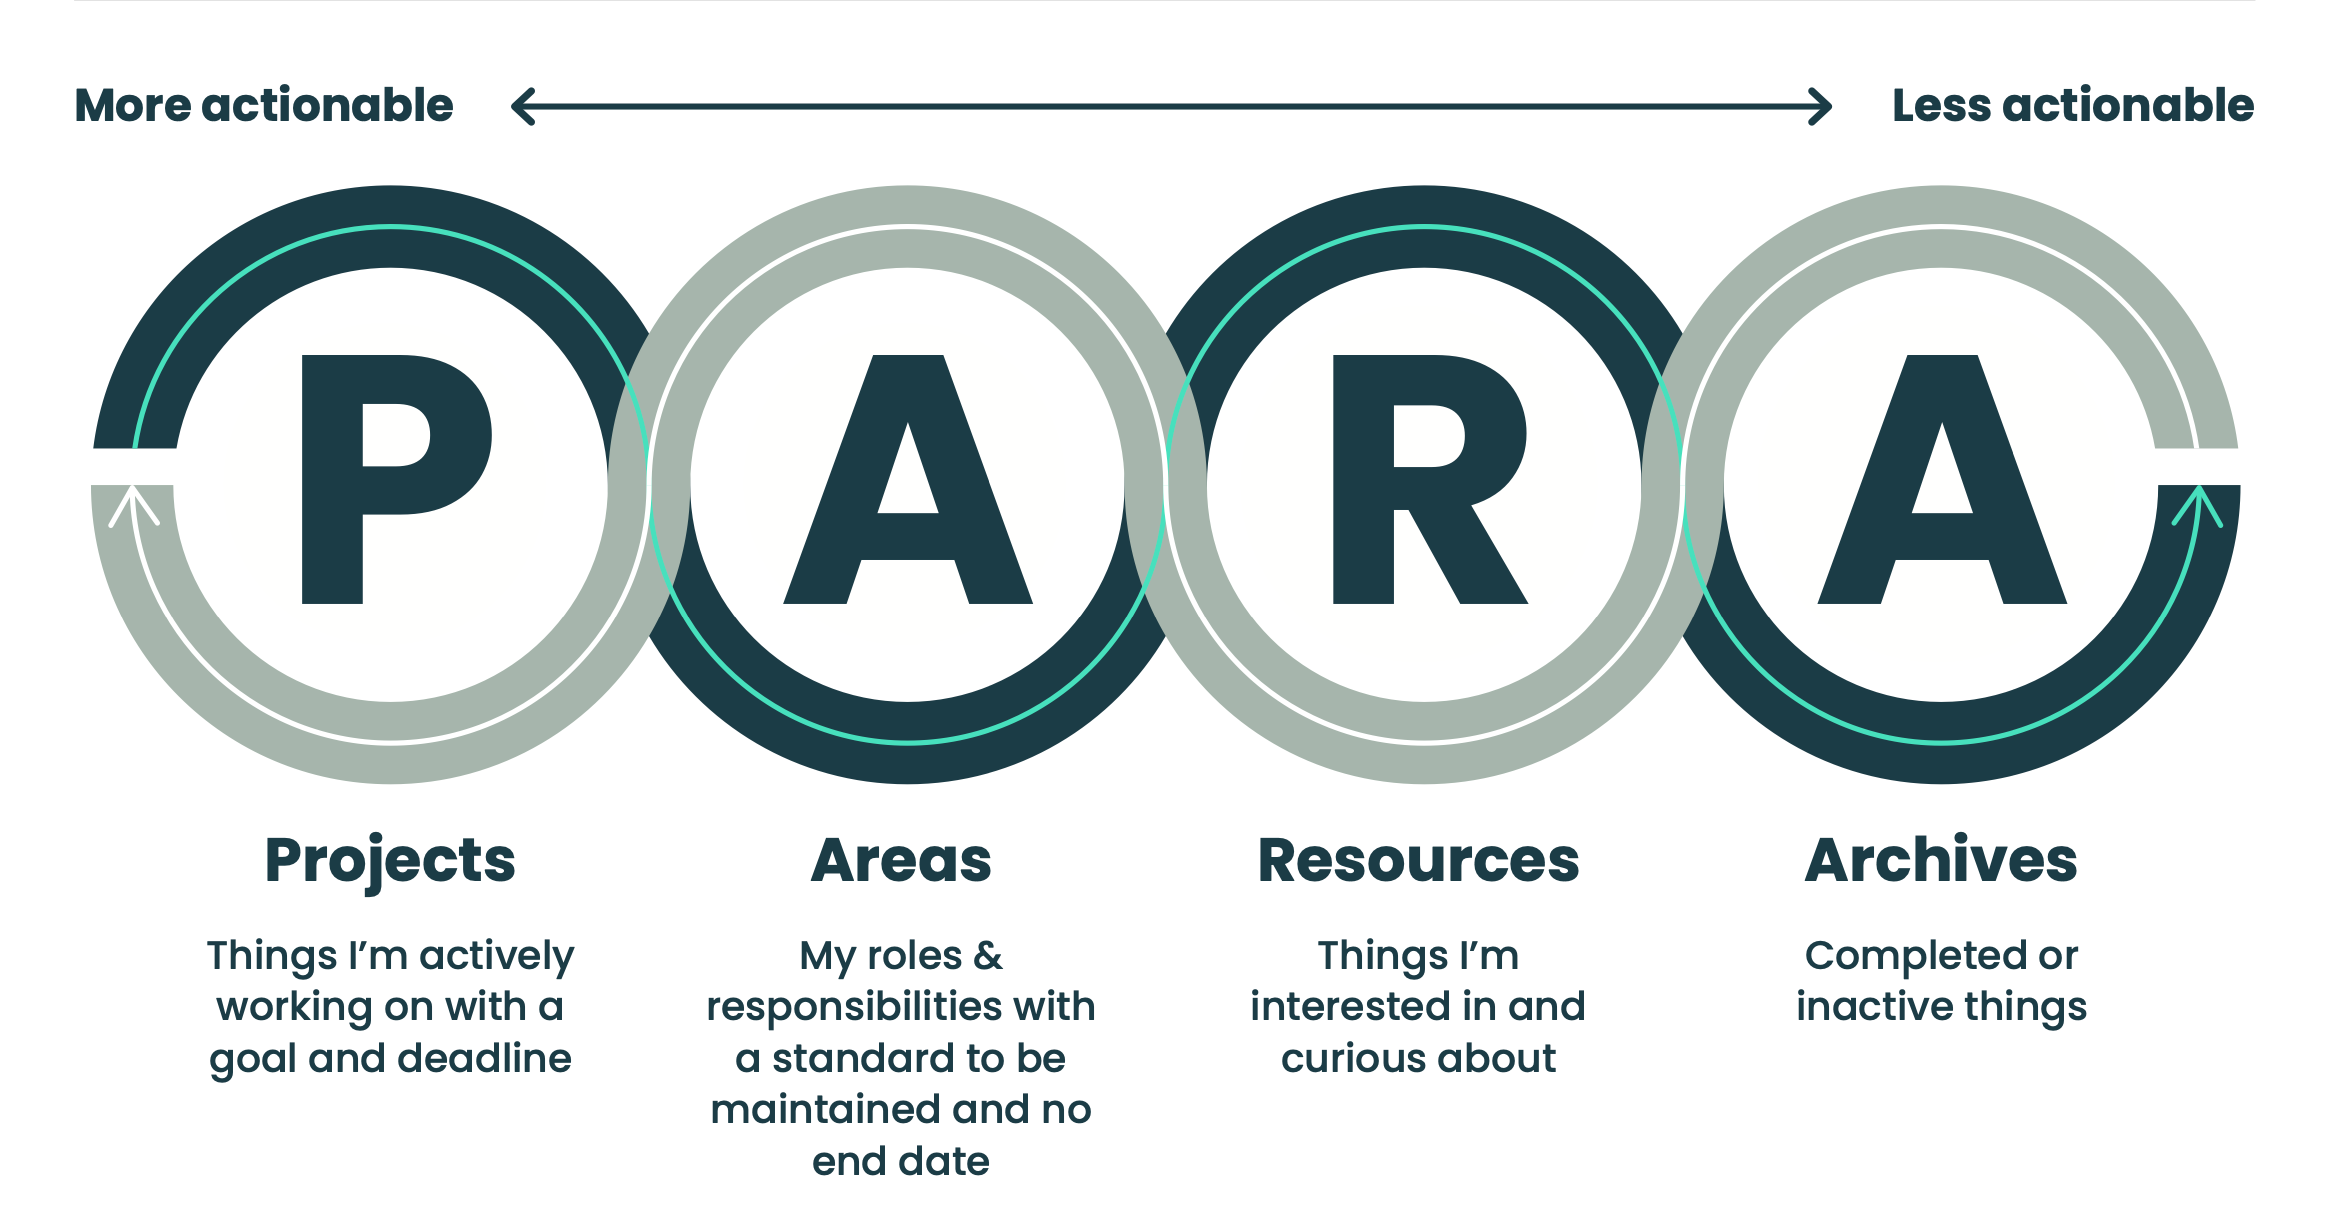 More actionable
Less actionable
P
A
R
A
Projects
Things I’m actively
working on with a
goal and deadline
Areas
My roles &
responsibilities with
a standard to be
maintained and no
end date
Resources
Things I’m
interested in and
curious about
Archives
Completed or
inactive things